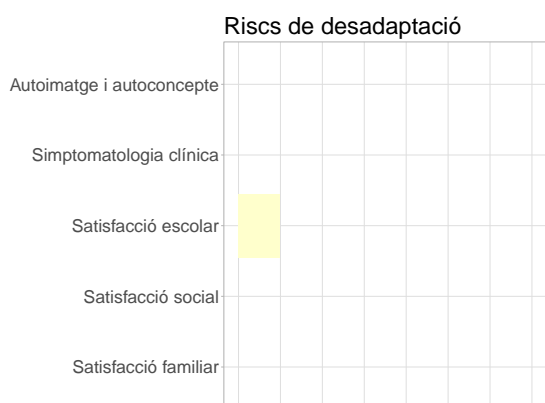 Riscs de desadaptació
Autoimatge i autoconcepte
Simptomatologia clínica
Satisfacció escolar
Satisfacció social
Satisfacció familiar